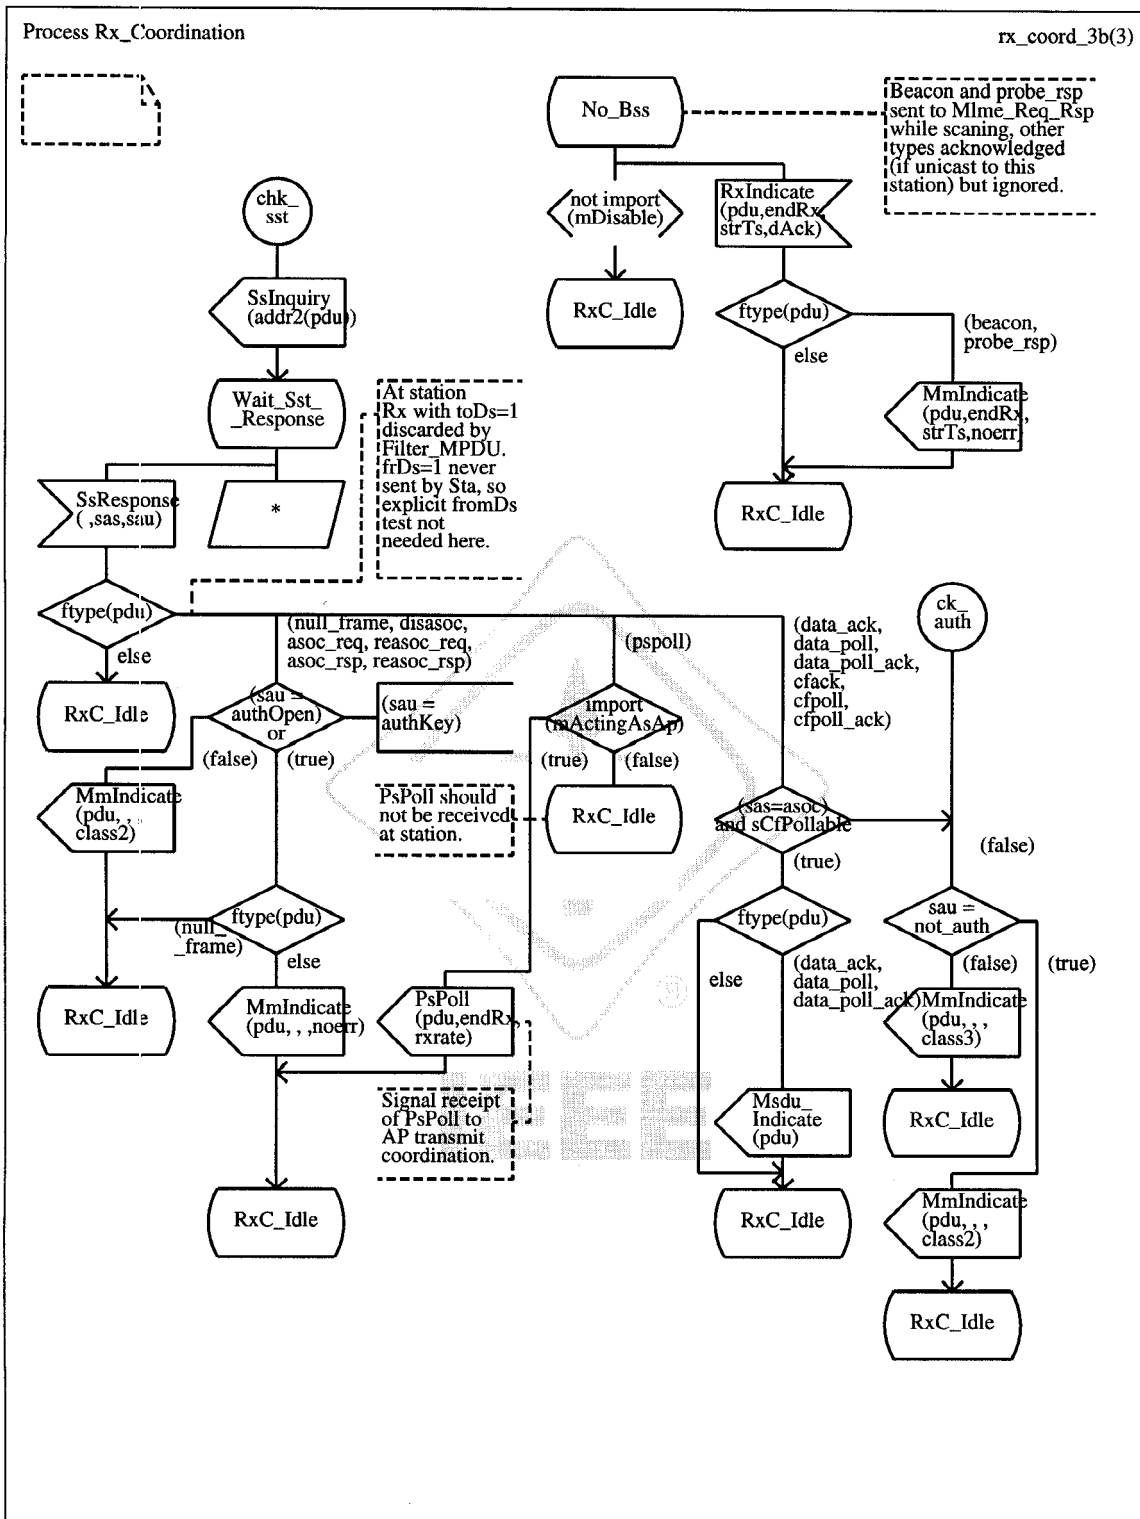 Process Rx_Coordination
rx_coord_3b(3)
No_Bss
Beacon and probe_rsp
sent to Mlme_Req_Rsp
while scaning, other
types acknowledged
(if unicast to this
station) but ignored.
chk_
sst
not import
(mDisable)
RxIndicate
(pdu,endRx,
strTs,dAck)
SsInquiry
(addr2(pdu))
RxC_Idle
ftype(pdu)
(beacon,
probe_rsp)
else
Wait_Sst_
_Response
At station
Rx with toDs=1
discarded by
Filter_MPDU.
frDs=1 never
sent by Sta, so
explicit fromDs
test not
needed here.
MmIndicate
(pdu,endRx,
strTs,noerr)
SsResponse
( ,sas,sau)
*
RxC_Idle
ftype(pdu)
else
(null_frame, disasoc,
asoc_req, reasoc_req,
asoc_rsp, reasoc_rsp)
(pspoll)
(data_ack,
data_poll,
data_poll_ack,
cfack,
cfpoll,
cfpoll_ack)
ck_
auth
RxC_Idle
(sau =
authOpen)
or
(sau =
authKey)
import
(mActingAsAp)
(false)
(true)
(true)
(false)
MmIndicate
(pdu, , ,
class2)
PsPoll should
not be received
at station.
RxC_Idle
(sas=asoc)
and sCfPollable
(false)
(true)
ftype(pdu)
(null_
_frame)
else
ftype(pdu)
sau =
not_auth
else
(data_ack,
data_poll,
data_poll_ack)
(false)
(true)
RxC_Idle
MmIndicate
(pdu, , ,noerr)
PsPoll
(pdu,endRx,
rxrate)
MmIndicate
(pdu, , ,
class3)
Signal receipt
of PsPoll to
AP transmit
coordination.
Msdu_
Indicate
(pdu)
RxC_Idle
RxC_Idle
RxC_Idle
MmIndicate
(pdu, , ,
class2)
RxC_Idle
IEEE
®